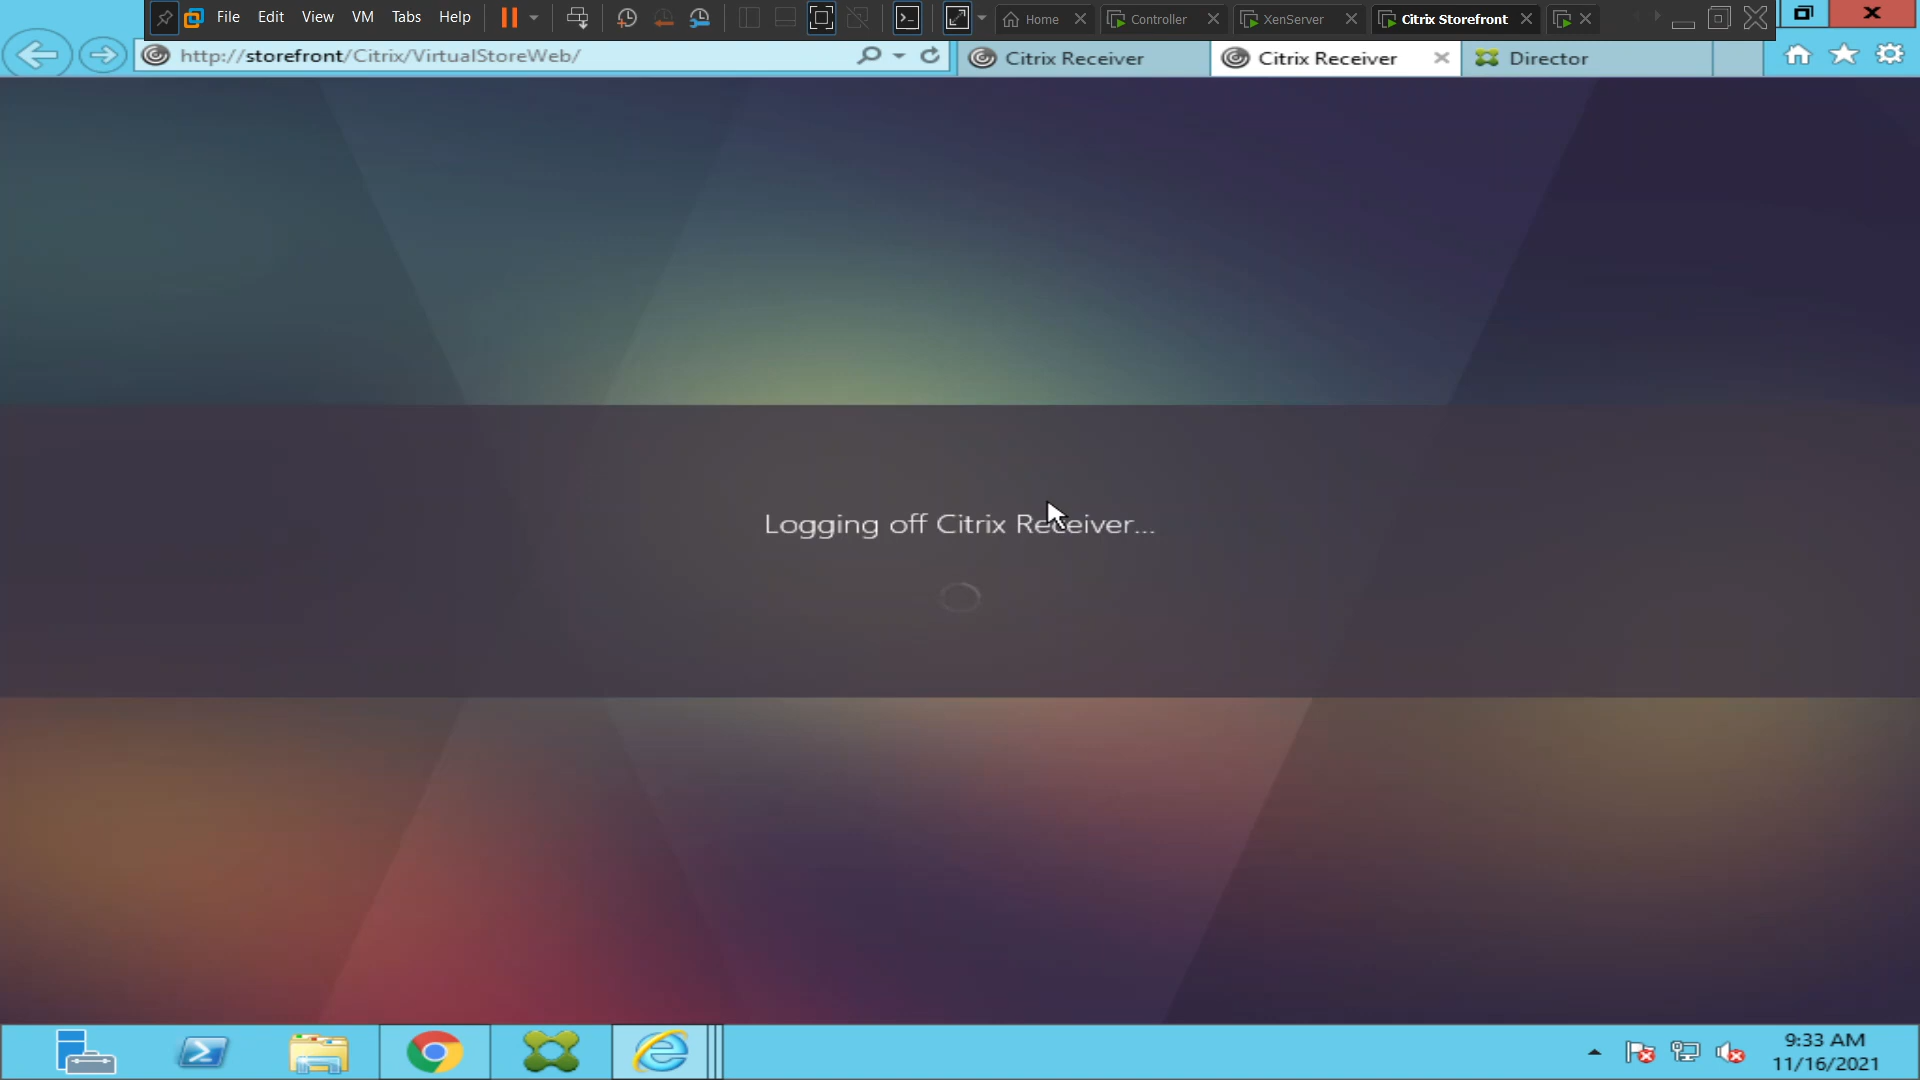 File Edit View VM Tabs Help
Home Controller XenServer Citrix Storefront
http://storefront/Citrix/VirtualStoreWeb/
Citrix Receiver Citrix Receiver Director
Logging off Citrix Receiver...
9:33 AM
11/16/2021